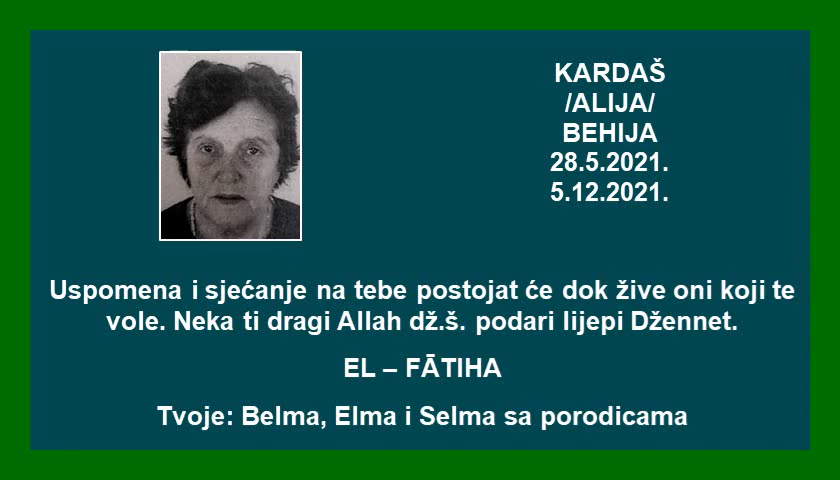 KARDAŠ
/ALIJA/
BEHIJA
28.5.2021.
5.12.2021.
Uspomena i sjećanje na tebe postojat će dok žive oni koji te
vole. Neka ti dragi Allah dž.š. podari lijepi Džennet.
EL – FĀTIHA
Tvoje: Belma, Elma i Selma sa porodicama